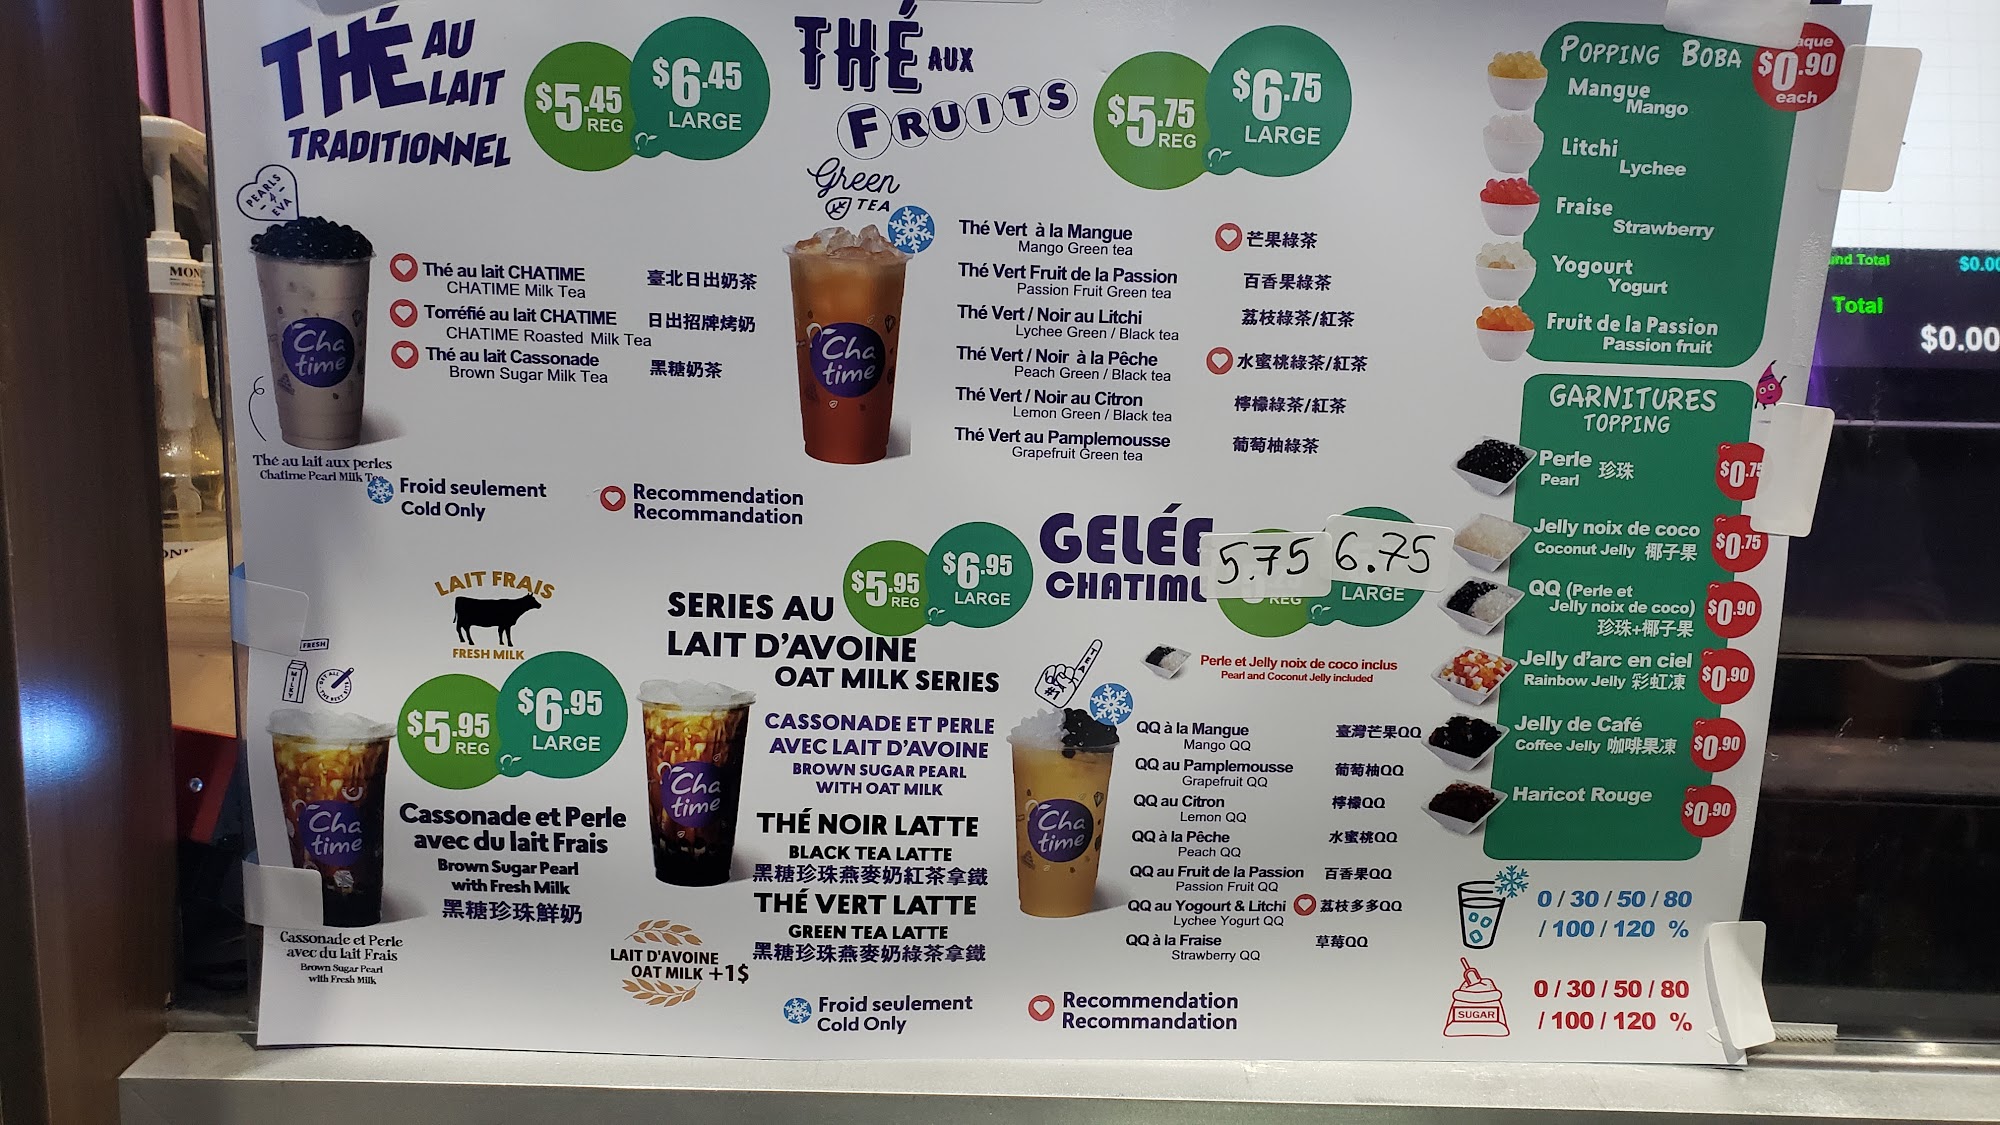 THÉ AU
LAIT
TRADITIONNEL
$5.45
REG
$6.45
LARGE
PEARLS
4
EVA
Cha
time
Thé au lait CHATIME
CHATIME Milk Tea
臺北日出奶茶
Torréfié au lait CHATIME
CHATIME Roasted Milk Tea
日出招牌烤奶
Thé au lait Cassonade
Brown Sugar Milk Tea
黑糖奶茶
Thé au lait aux perles
Chatime Pearl Milk Tea
Froid seulement
Cold Only
Recommendation
Recommandation
THÉ AUX
FRUITS
$5.75
REG
$6.75
LARGE
Green
TEA
Cha
time
Thé Vert à la Mangue
Mango Green tea
芒果綠茶
Thé Vert Fruit de la Passion
Passion Fruit Green tea
百香果綠茶
Thé Vert / Noir au Litchi
Lychee Green / Black tea
荔枝綠茶/紅茶
Thé Vert / Noir à la Pêche
Peach Green / Black tea
水蜜桃綠茶/紅茶
Thé Vert / Noir au Citron
Lemon Green / Black tea
檸檬綠茶/紅茶
Thé Vert au Pamplemousse
Grapefruit Green tea
葡萄柚綠茶
POPPING BOBA
$0.90
each
Mangue
Mango
Litchi
Lychee
Fraise
Strawberry
Yogourt
Yogurt
Fruit de la Passion
Passion fruit
GARNITURES
TOPPING
Perle 珍珠
Pearl
$0.75
Jelly noix de coco
Coconut Jelly 椰子果
$0.75
QQ (Perle et
Jelly noix de coco)
珍珠+椰子果
$0.90
Jelly d'arc en ciel
Rainbow Jelly 彩虹凍
$0.90
Jelly de Café
Coffee Jelly 咖啡果凍
$0.90
Haricot Rouge
$0.90
0 / 30 / 50 / 80
/ 100 / 120 %
SUGAR
0 / 30 / 50 / 80
/ 100 / 120 %
LAIT FRAIS
FRESH MILK
FRESH
MILKY
$5.95
REG
$6.95
LARGE
Cha
time
Cassonade et Perle
avec du lait Frais
Brown Sugar Pearl
with Fresh Milk
黑糖珍珠鮮奶
Cassonade et Perle
avec du lait Frais
Brown Sugar Pearl
with Fresh Milk
SERIES AU
LAIT D'AVOINE
OAT MILK SERIES
$5.95
REG
$6.95
LARGE
Cha
time
CASSONADE ET PERLE
AVEC LAIT D'AVOINE
BROWN SUGAR PEARL
WITH OAT MILK
THÉ NOIR LATTE
BLACK TEA LATTE
黑糖珍珠燕麥奶紅茶拿鐵
THÉ VERT LATTE
GREEN TEA LATTE
黑糖珍珠燕麥奶綠茶拿鐵
LAIT D'AVOINE
OAT MILK +1$
Froid seulement
Cold Only
GELÉE
CHATIME
5.75
REG
6.75
LARGE
TEA
#1
Perle et Jelly noix de coco inclus
Pearl and Coconut Jelly included
Cha
time
QQ à la Mangue
Mango QQ
臺灣芒果QQ
QQ au Pamplemousse
Grapefruit QQ
葡萄柚QQ
QQ au Citron
Lemon QQ
檸檬QQ
QQ à la Pêche
Peach QQ
水蜜桃QQ
QQ au Fruit de la Passion
Passion Fruit QQ
百香果QQ
QQ au Yogourt & Litchi
Lychee Yogurt QQ
荔枝多多QQ
QQ à la Fraise
Strawberry QQ
草莓QQ
Recommendation
Recommandation
Total
$0.00
Total
$0.00